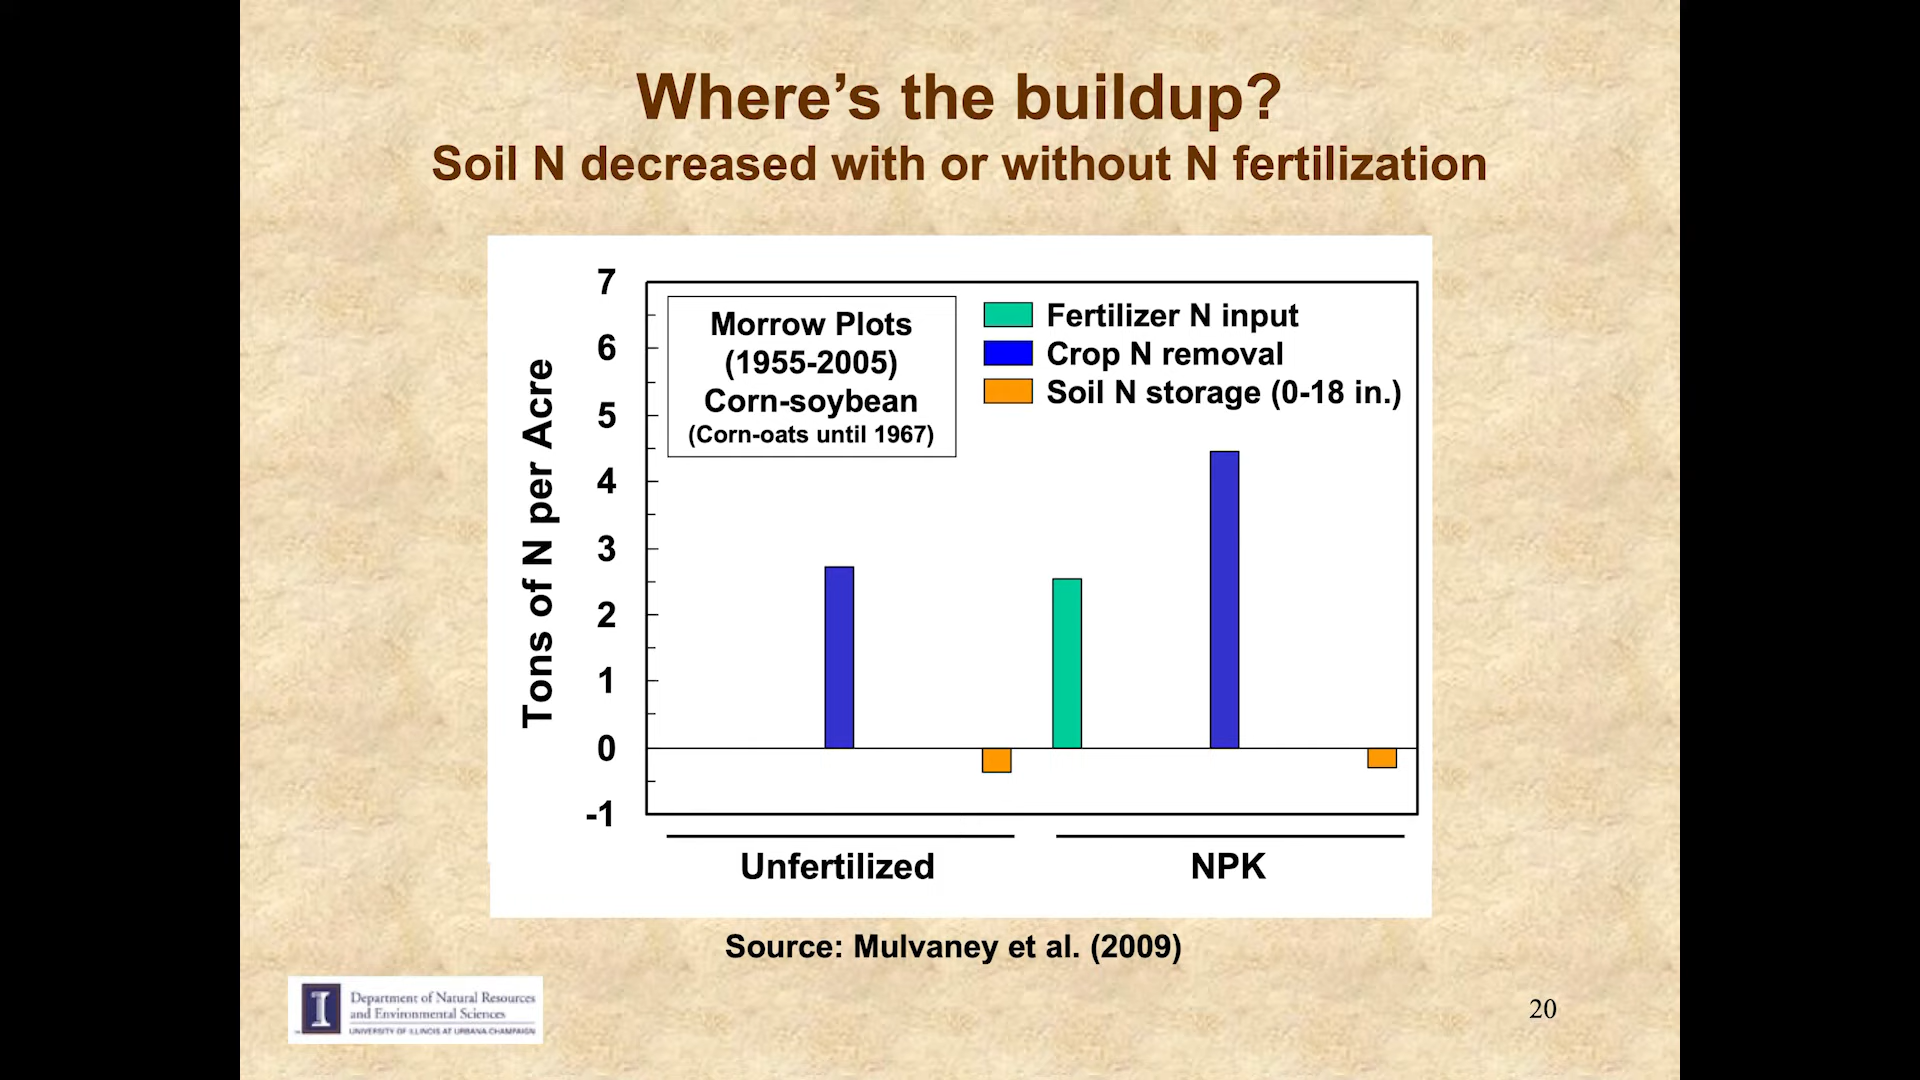 Where’s the buildup?
Soil N decreased with or without N fertilization
7
6
5
4
3
2
1
0
-1
Tons of N per Acre
Morrow Plots
(1955-2005)
Corn-soybean
(Corn-oats until 1967)
Fertilizer N input
Crop N removal
Soil N storage (0-18 in.)
Unfertilized
NPK
Source: Mulvaney et al. (2009)
I
Department of Natural Resources
and Environmental Sciences
UNIVERSITY OF ILLINOIS AT URBANA-CHAMPAIGN
20